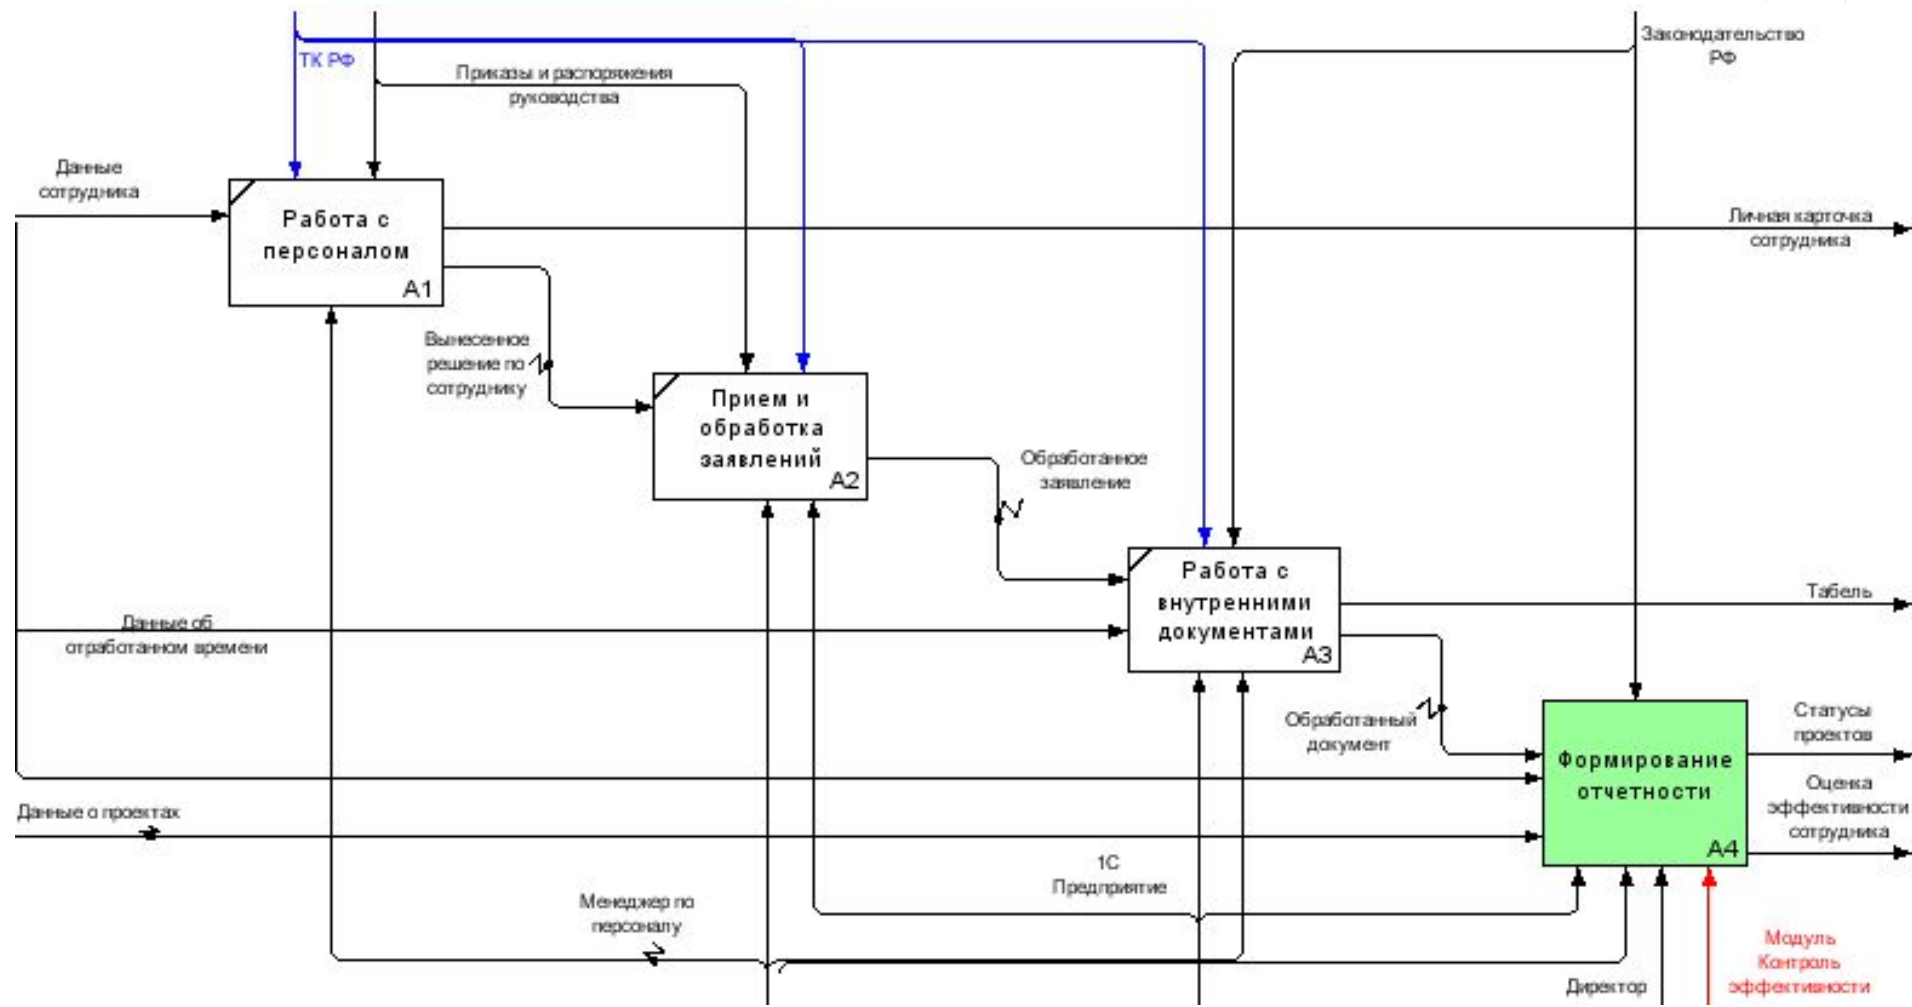 ТК РФ
Приказы и распоряжения
руководства
Законодательство
РФ
Данные
сотрудника
Работа с
персоналом
А1
Личная карточка
сотрудника
Вынесенное
решение по
сотруднику
Прием и
обработка
заявлений
А2
Обработанное
заявление
Работа с
внутренними
документами
А3
Табель
Данные об
отработанном времени
Обработанный
документ
Формирование
отчетности
А4
Статусы
проектов
Оценка
эффективности
сотрудника
Данные о проектах
1С
Предприятие
Менеджер по
персоналу
Директор
Модуль
Контроль
эффективности